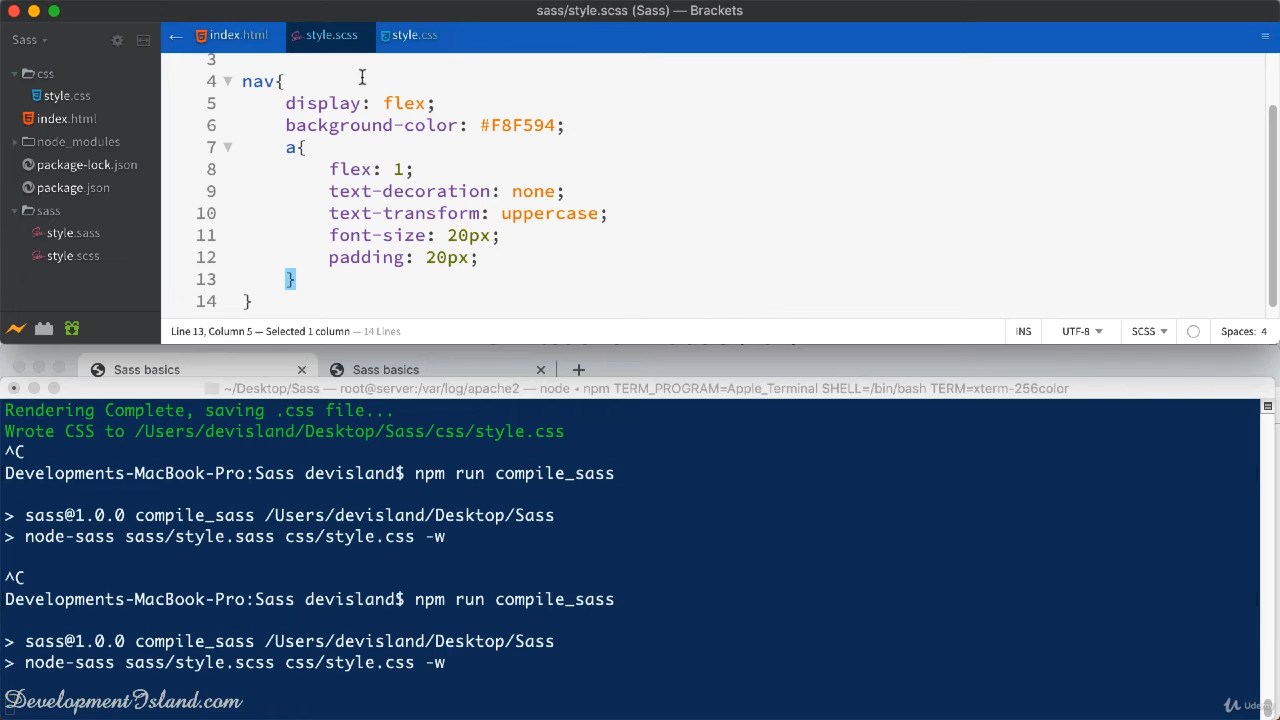 sass/style.scss (Sass) — Brackets
Sass
index.html
style.scss
style.css
css
style.css
index.html
node_modules
package-lock.json
package.json
sass
style.sass
style.scss
3
4 nav{
5 display: flex;
6 background-color: #F8F594;
7 a{
8 flex: 1;
9 text-decoration: none;
10 text-transform: uppercase;
11 font-size: 20px;
12 padding: 20px;
13 }
14 }
Line 13, Column 5 — Selected 1 column — 14 Lines
INS UTF-8 SCSS Spaces: 4
Sass basics
Sass basics
~/Desktop/Sass — root@server:/var/log/apache2 — node • npm TERM_PROGRAM=Apple_Terminal SHELL=/bin/bash TERM=xterm-256color
Rendering Complete, saving .css file...
Wrote CSS to /Users/devisland/Desktop/Sass/css/style.css
^C
Developments-MacBook-Pro:Sass devisland$ npm run compile_sass
> sass@1.0.0 compile_sass /Users/devisland/Desktop/Sass
> node-sass sass/style.sass css/style.css -w
^C
Developments-MacBook-Pro:Sass devisland$ npm run compile_sass
> sass@1.0.0 compile_sass /Users/devisland/Desktop/Sass
> node-sass sass/style.scss css/style.css -w
DevelopmentIsland.com